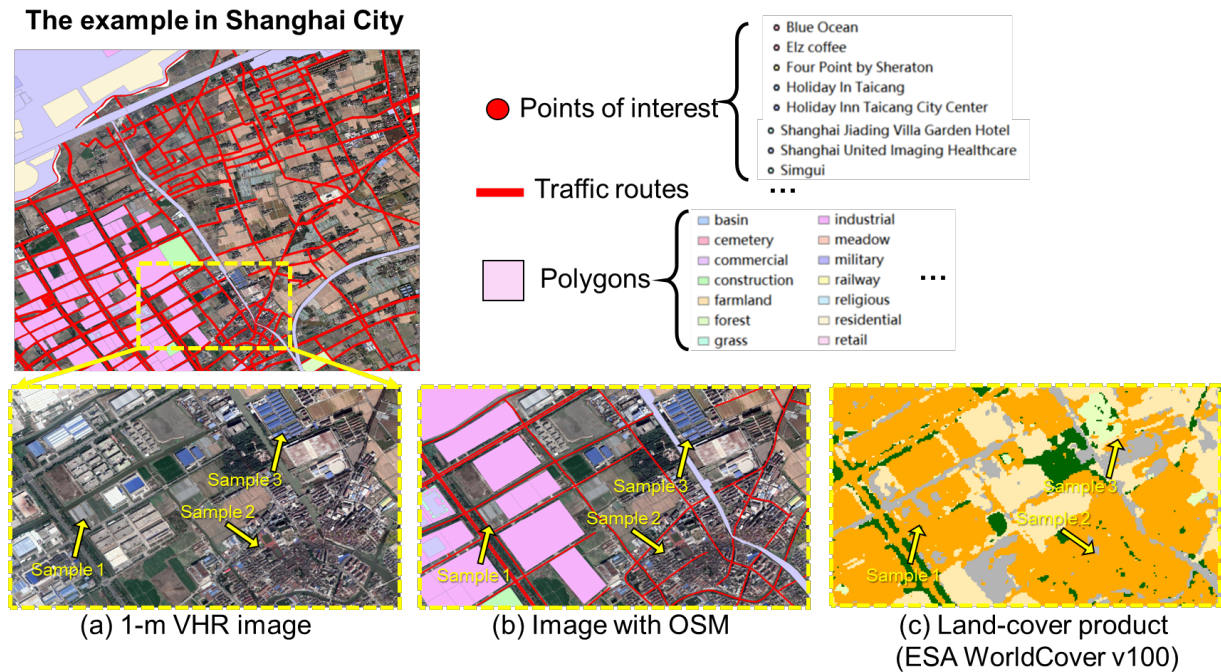 The example in Shanghai City
Points of interest
Blue Ocean
Elz coffee
Four Point by Sheraton
Holiday In Taicang
Holiday Inn Taicang City Center
Shanghai Jiading Villa Garden Hotel
Shanghai United Imaging Healthcare
Simgui
...
Traffic routes
Polygons
basin
cemetery
commercial
construction
farmland
forest
grass
industrial
meadow
military
railway
religious
residential
retail
...
Sample 1
Sample 2
Sample 3
(a) 1-m VHR image
Sample 1
Sample 2
Sample 3
(b) Image with OSM
Sample 1
Sample 2
Sample 3
(c) Land-cover product
(ESA WorldCover v100)